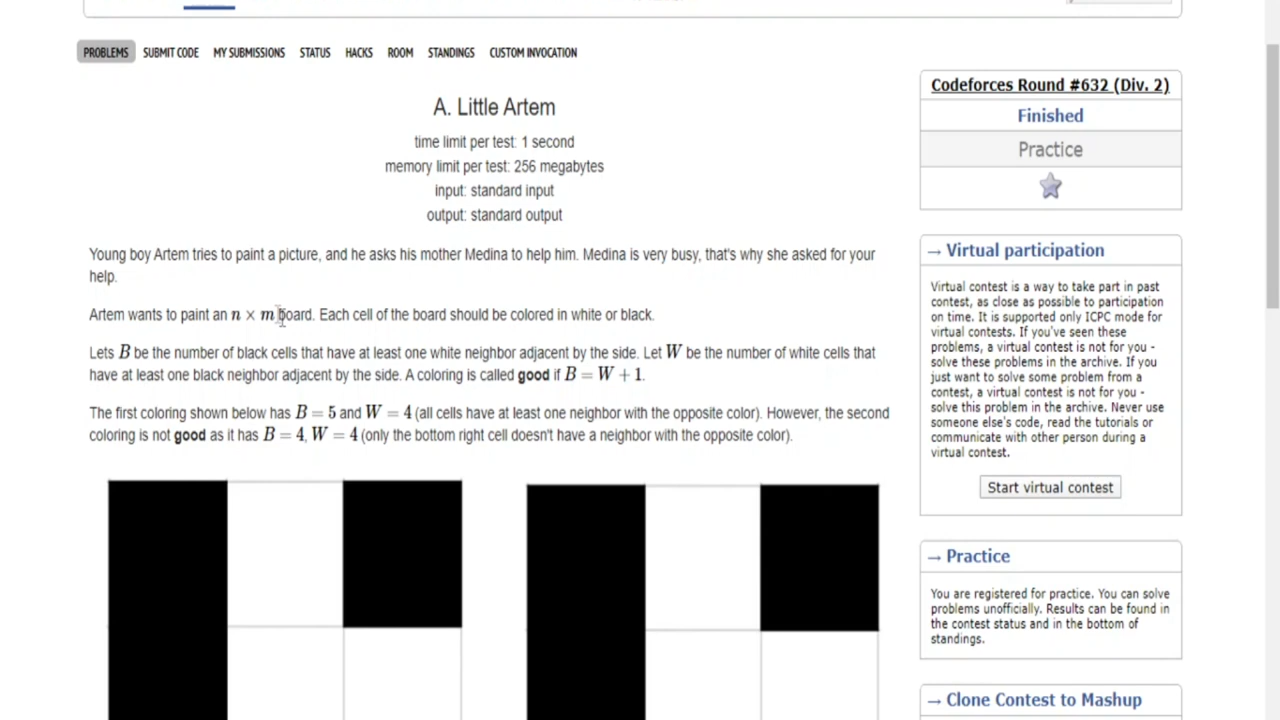 PROBLEMS SUBMIT CODE MY SUBMISSIONS STATUS HACKS ROOM STANDINGS CUSTOM INVOCATION
A. Little Artem
time limit per test: 1 second
memory limit per test: 256 megabytes
input: standard input
output: standard output
Young boy Artem tries to paint a picture, and he asks his mother Medina to help him. Medina is very busy, that's why she asked for your
help.
Artem wants to paint an n × m board. Each cell of the board should be colored in white or black.
Lets B be the number of black cells that have at least one white neighbor adjacent by the side. Let W be the number of white cells that
have at least one black neighbor adjacent by the side. A coloring is called good if B = W + 1.
The first coloring shown below has B = 5 and W = 4 (all cells have at least one neighbor with the opposite color). However, the second
coloring is not good as it has B = 4, W = 4 (only the bottom right cell doesn't have a neighbor with the opposite color).
Codeforces Round #632 (Div. 2)
Finished
Practice
→ Virtual participation
Virtual contest is a way to take part in past
contest, as close as possible to participation
on time. It is supported only ICPC mode for
virtual contests. If you've seen these
problems, a virtual contest is not for you -
solve these problems in the archive. If you
just want to solve some problem from a
contest, a virtual contest is not for you -
solve this problem in the archive. Never use
someone else's code, read the tutorials or
communicate with other person during a
virtual contest.
Start virtual contest
→ Practice
You are registered for practice. You can solve
problems unofficially. Results can be found in
the contest status and in the bottom of
standings.
→ Clone Contest to Mashup